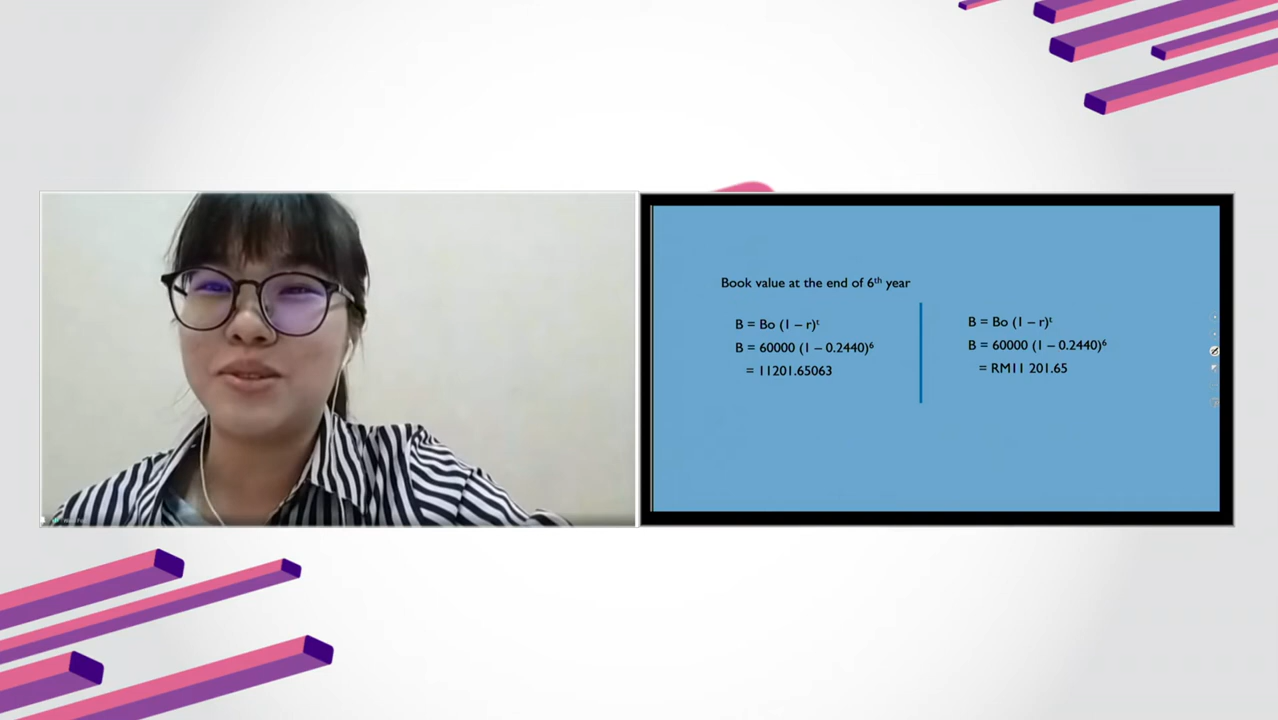 Book value at the end of 6th year
B = Bo (1 – r)ᵗ
B = 60000 (1 – 0.2440)⁶
= 11201.65063
B = Bo (1 – r)ᵗ
B = 60000 (1 – 0.2440)⁶
= RM11 201.65